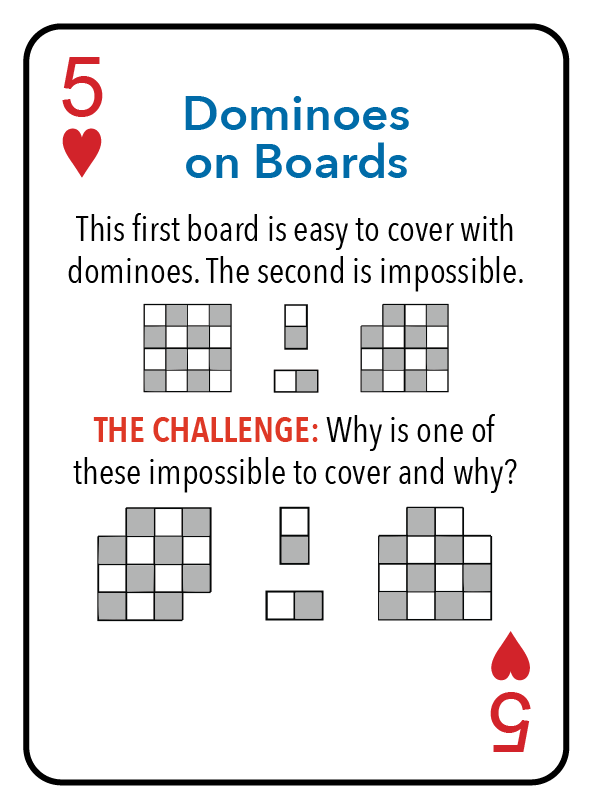 5
Dominoes
on Boards
This first board is easy to cover with
dominoes. The second is impossible.
THE CHALLENGE: Why is one of
these impossible to cover and why?
5